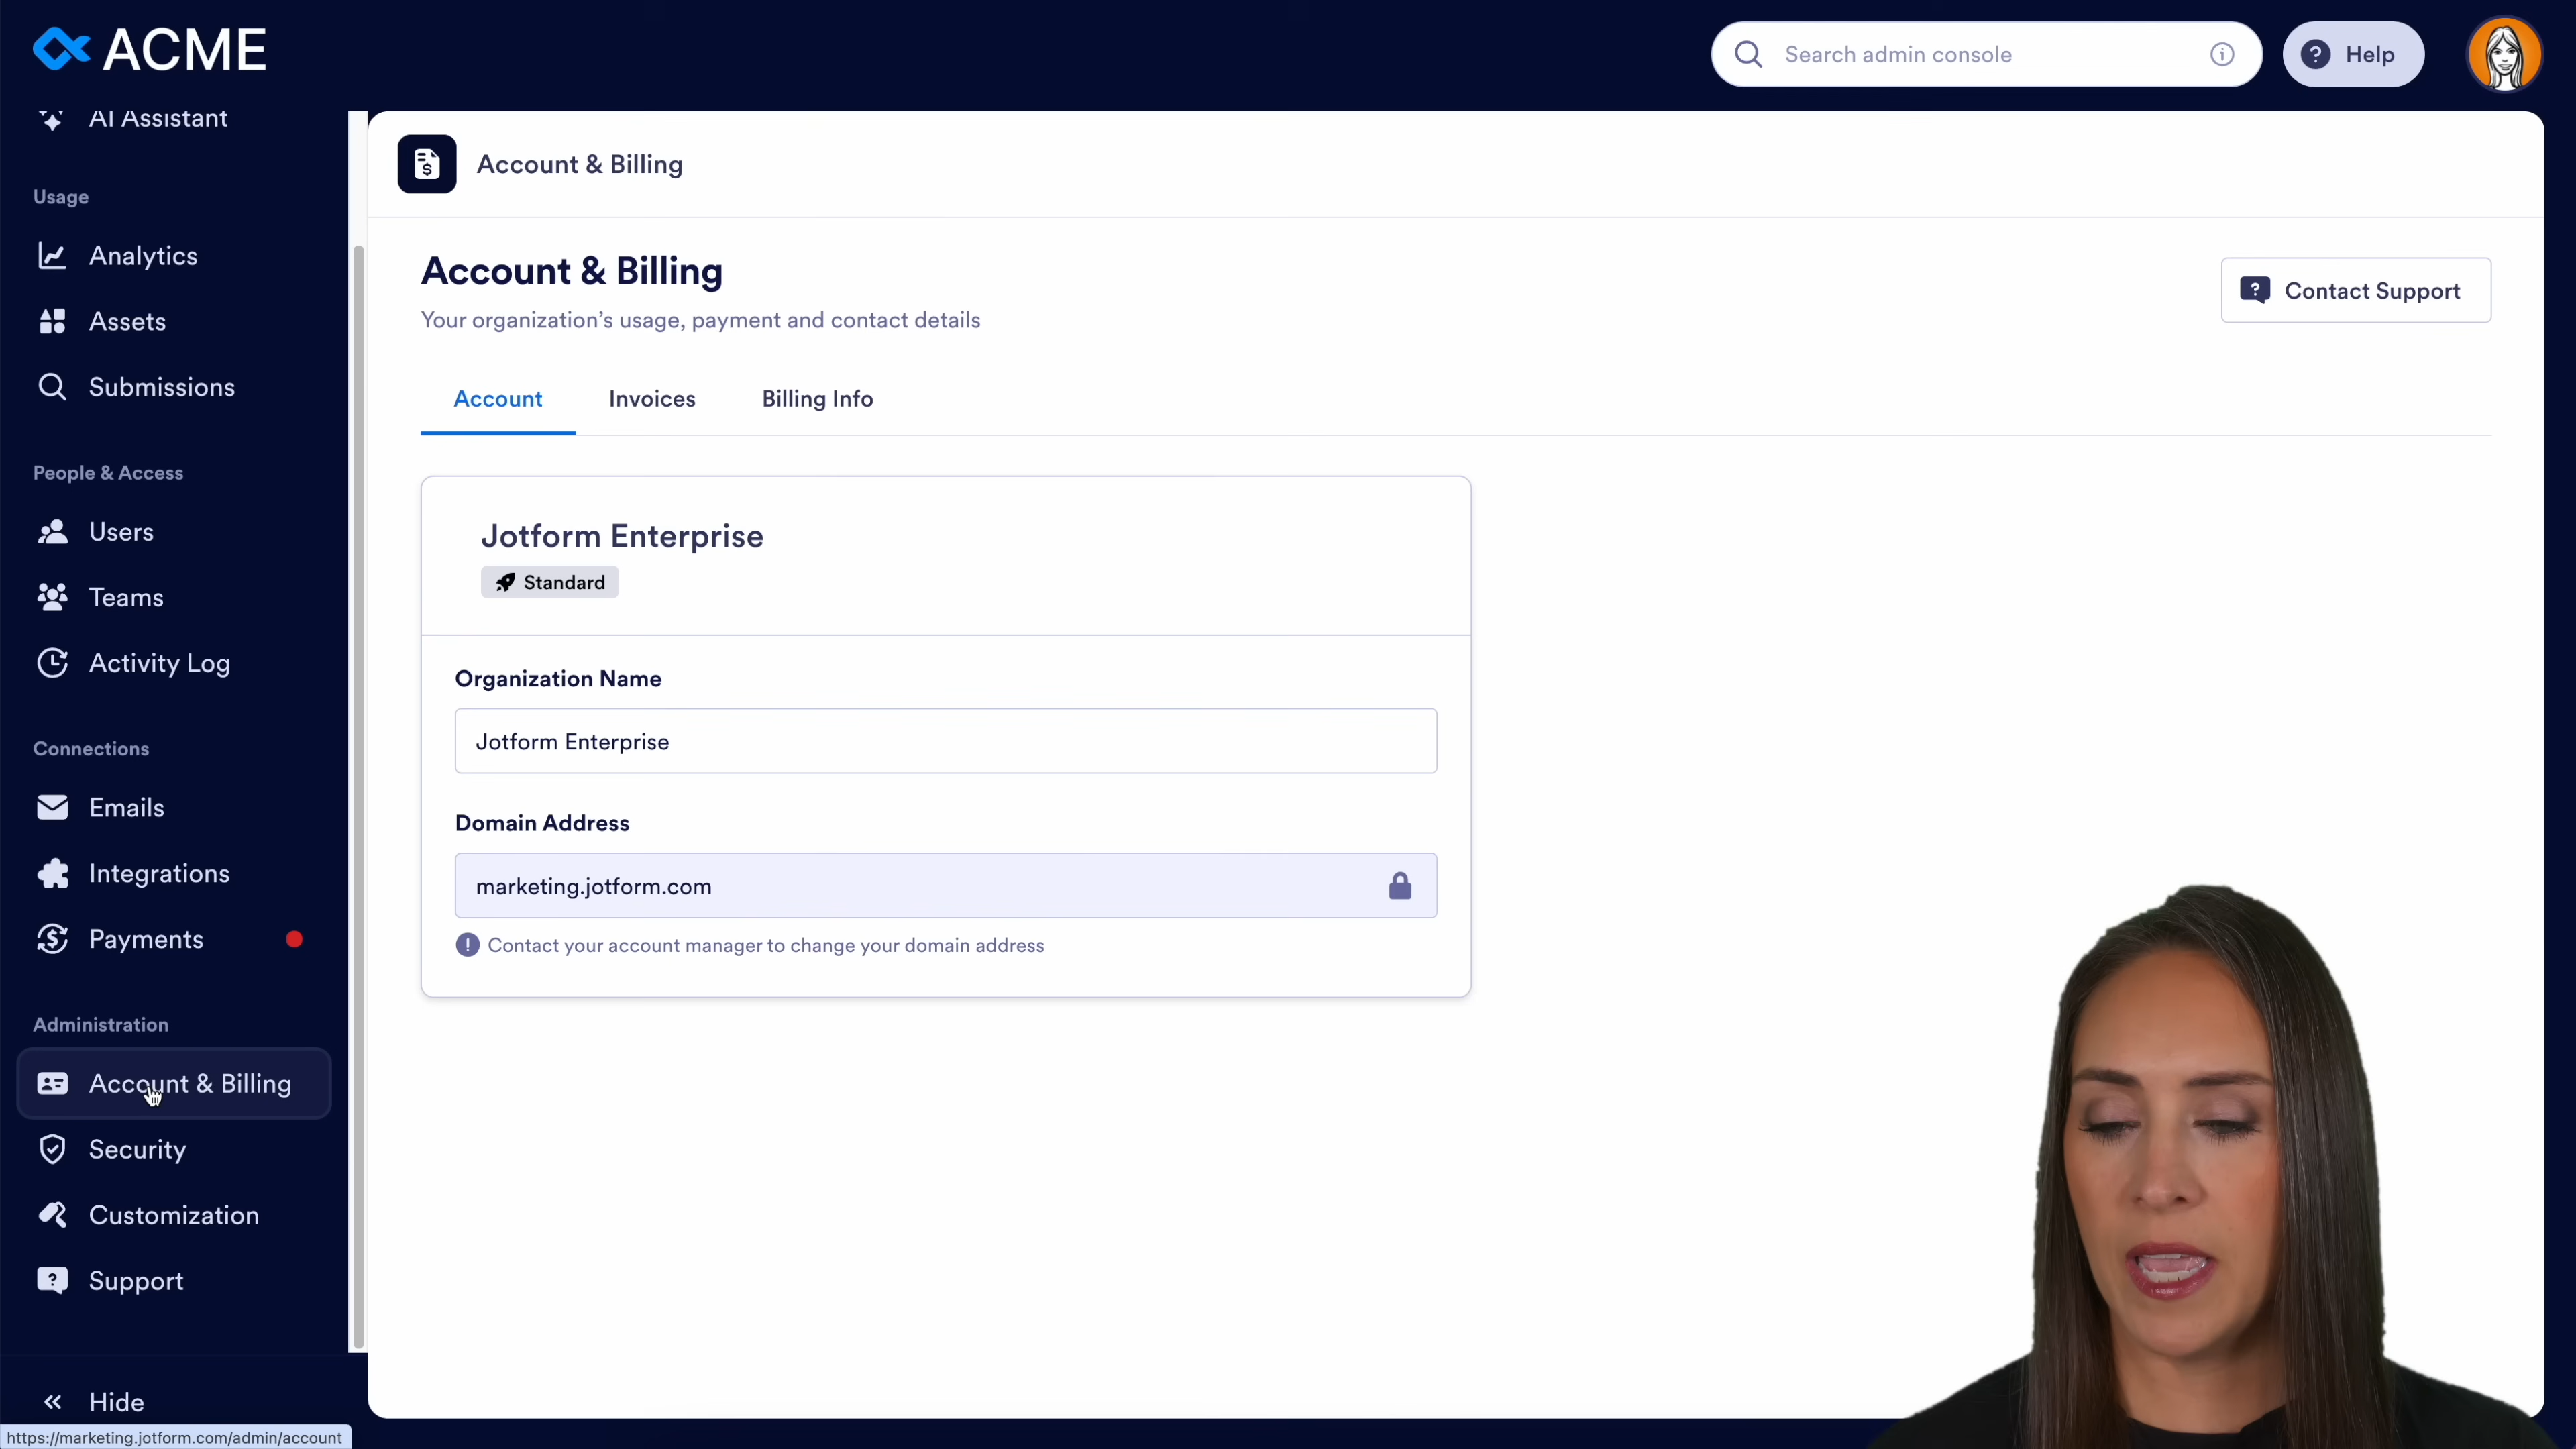 ACME
Search admin console
Help
AI Assistant
Usage
Analytics
Assets
Submissions
People & Access
Users
Teams
Activity Log
Connections
Emails
Integrations
Payments
Administration
Account & Billing
Security
Customization
Support
Hide
https://marketing.jotform.com/admin/account
Account & Billing
Account & Billing
Your organization's usage, payment and contact details
Contact Support
Account
Invoices
Billing Info
Jotform Enterprise
Standard
Organization Name
Jotform Enterprise
Domain Address
marketing.jotform.com
Contact your account manager to change your domain address